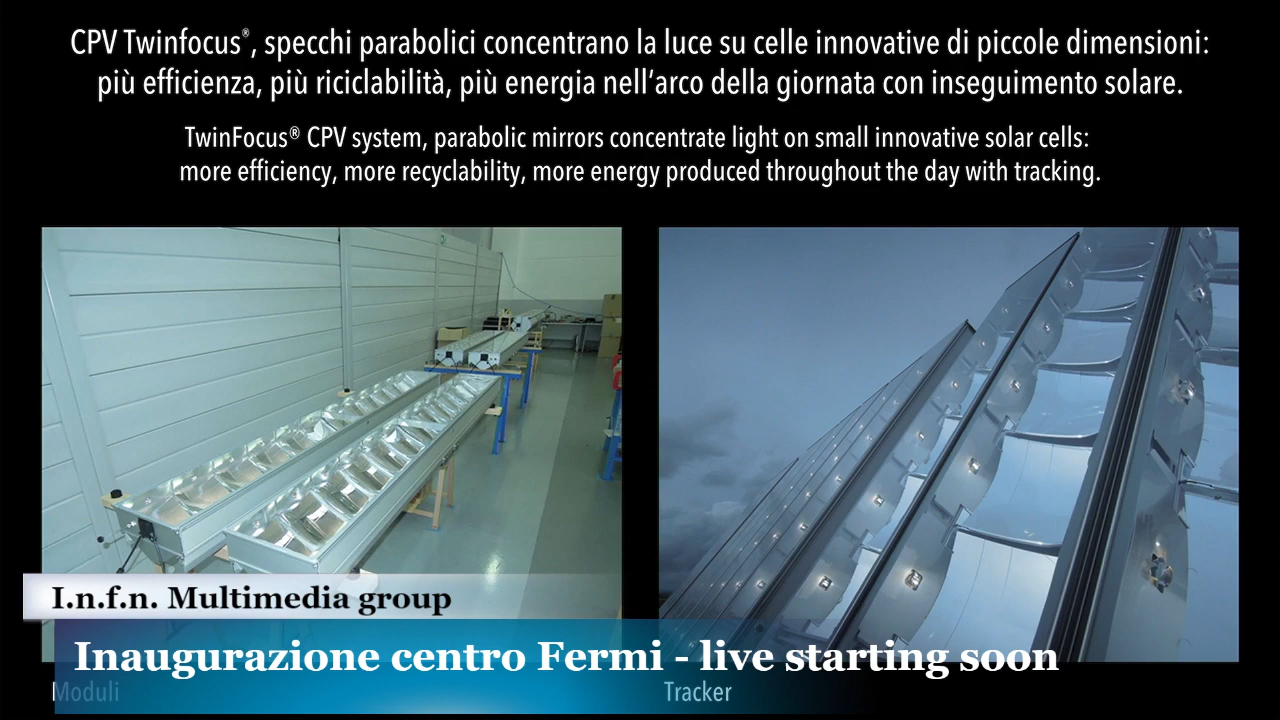 CPV Twinfocus®, specchi parabolici concentrano la luce su celle innovative di piccole dimensioni:
più efficienza, più riciclabilità, più energia nell'arco della giornata con inseguimento solare.
TwinFocus® CPV system, parabolic mirrors concentrate light on small innovative solar cells:
more efficiency, more recyclability, more energy produced throughout the day with tracking.
I.n.f.n. Multimedia group
Inaugurazione centro Fermi - live starting soon
Moduli
Tracker